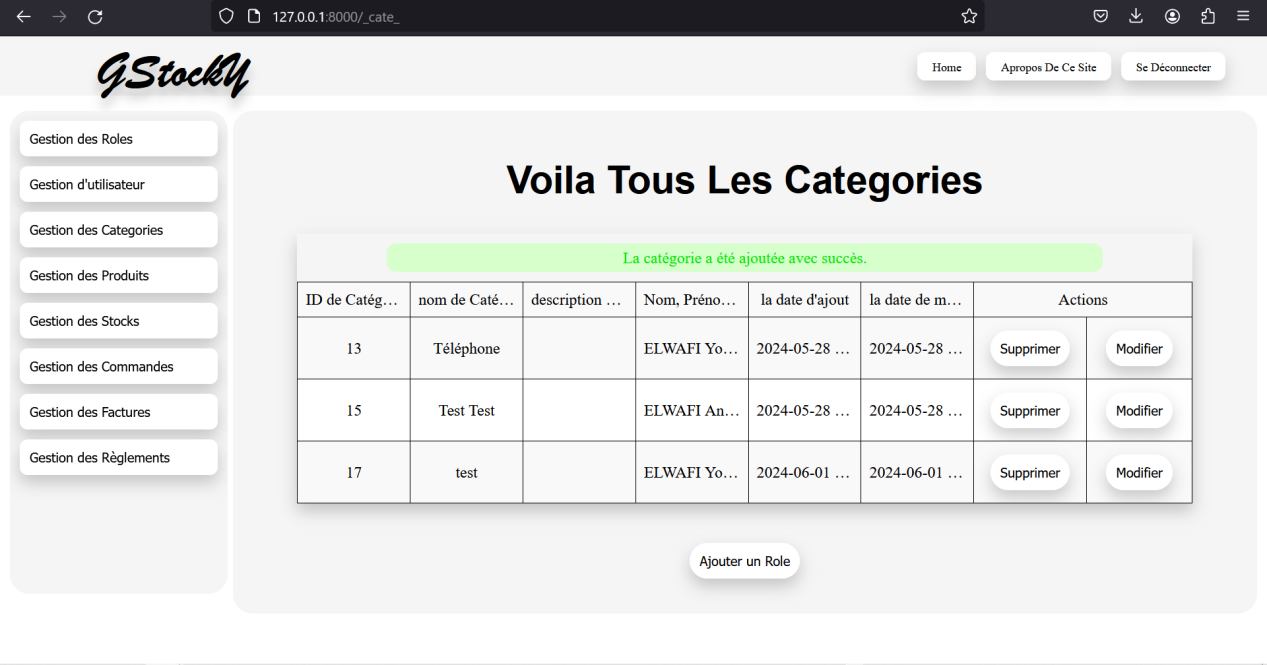 127.0.0.1:8000/_cate_
GStockY
Home
Apropos De Ce Site
Se Déconnecter
Gestion des Roles
Gestion d'utilisateur
Gestion des Categories
Gestion des Produits
Gestion des Stocks
Gestion des Commandes
Gestion des Factures
Gestion des Règlements
Voila Tous Les Categories
La catégorie a été ajoutée avec succès.
ID de Catég… nom de Caté… description … Nom, Préno… la date d'ajout la date de m… Actions
13 Téléphone ELWAFI Yo… 2024-05-28 … 2024-05-28 … Supprimer Modifier
15 Test Test ELWAFI An… 2024-05-28 … 2024-05-28 … Supprimer Modifier
17 test ELWAFI Yo… 2024-06-01 … 2024-06-01 … Supprimer Modifier
Ajouter un Role